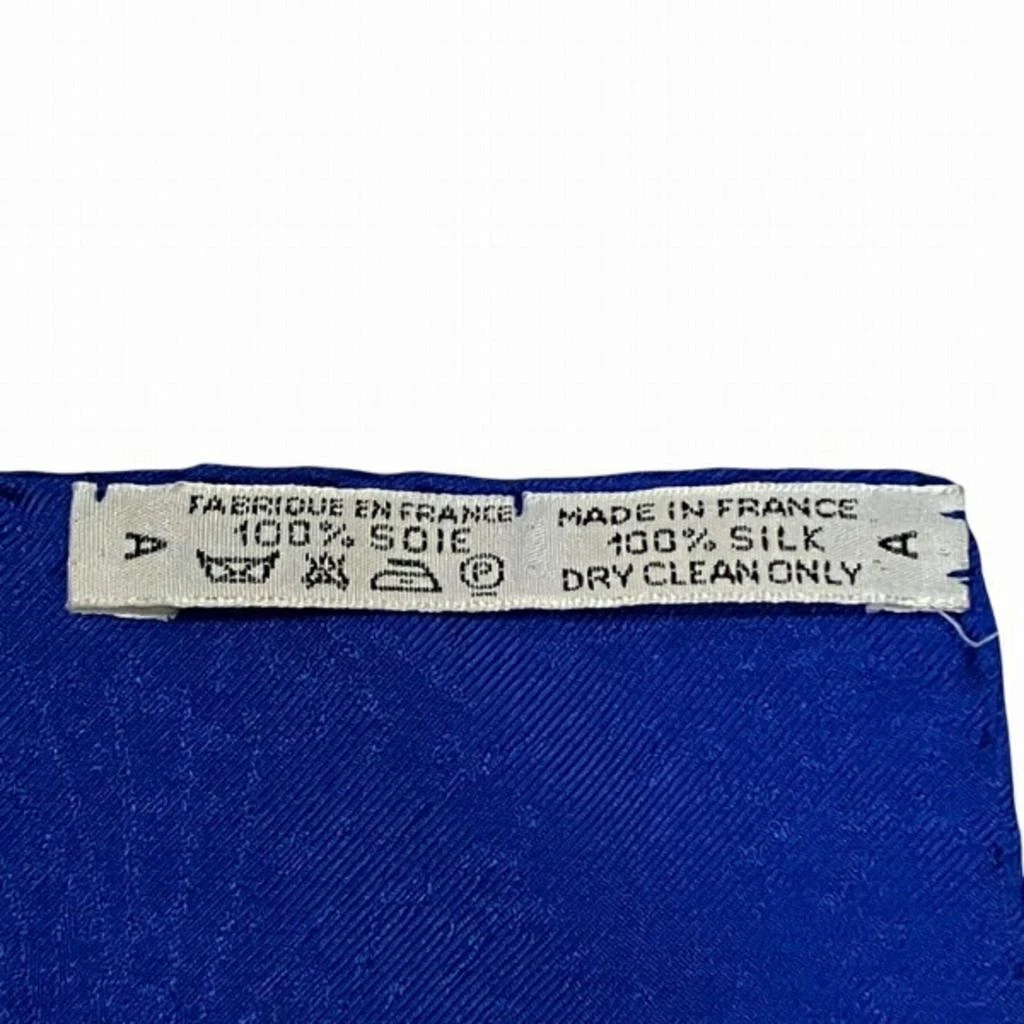 FABRIQUE EN FRANCE
100% SOIE
P
A
MADE IN FRANCE
100% SILK
DRY CLEAN ONLY
A